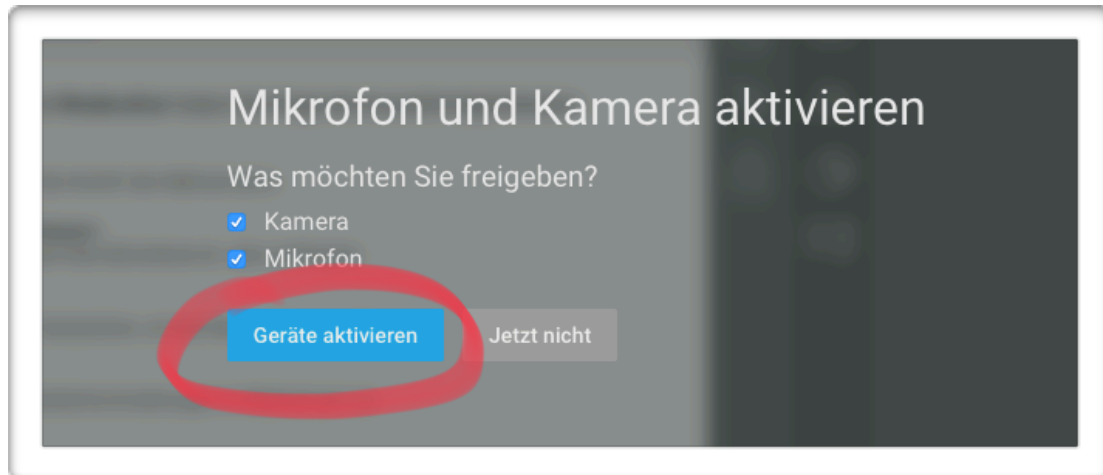 Mikrofon und Kamera aktivieren
Was möchten Sie freigeben?
Kamera
Mikrofon
Geräte aktivieren Jetzt nicht